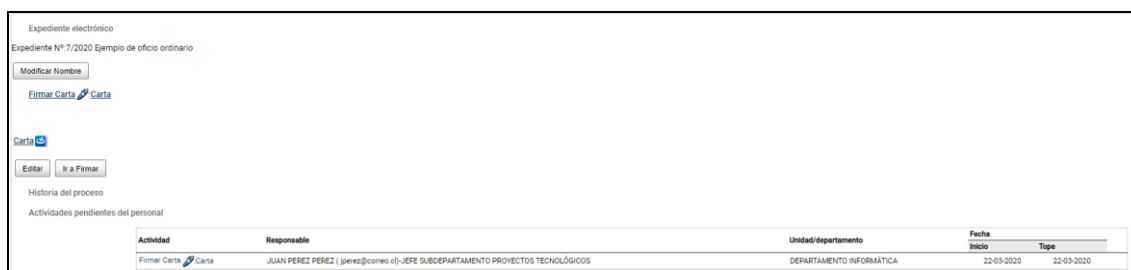 Expediente electrónico
Expediente Nº:7/2020 Ejemplo de oficio ordinario
Modificar Nombre
Firmar Carta Carta
Carta
Editar Ir a Firmar
Historia del proceso
Actividades pendientes del personal
Actividad Responsable Unidad/departamento Fecha
Inicio Tope
Firmar Carta Carta JUAN PEREZ PEREZ ( jperez@correo.cl)-JEFE SUBDEPARTAMENTO PROYECTOS TECNOLÓGICOS DEPARTAMENTO INFORMÁTICA 22-03-2020 22-03-2020